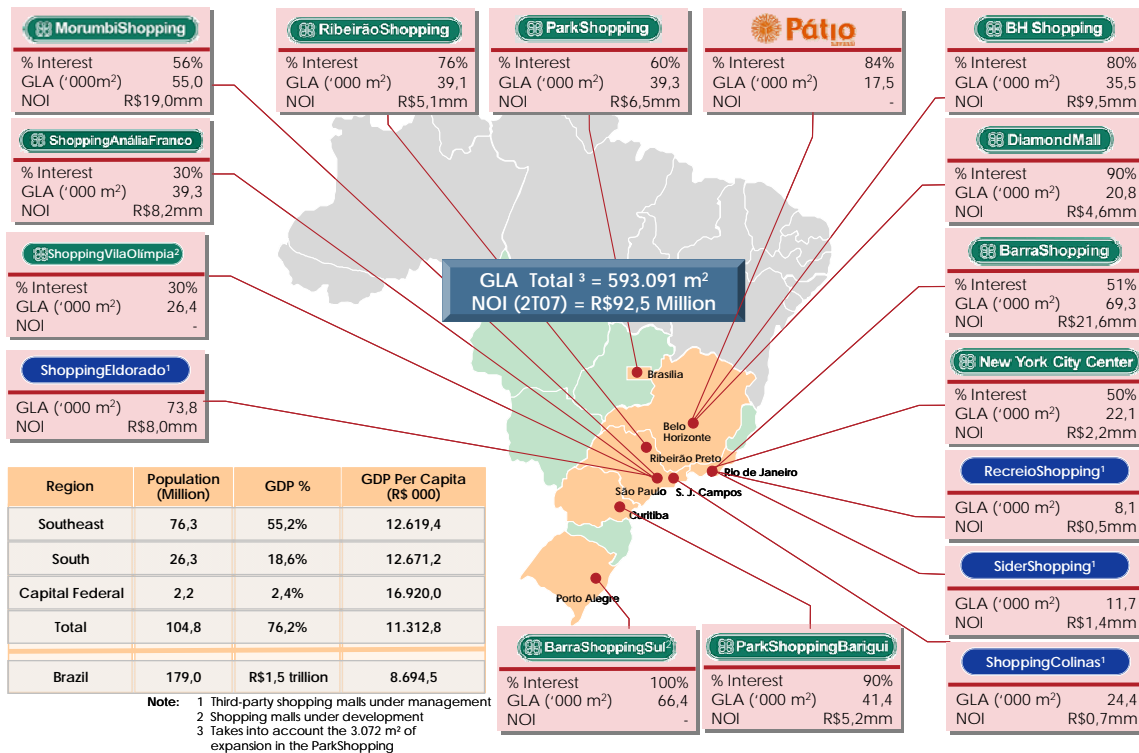 MorumbiShopping
% Interest 56%
GLA (‘000m²) 55,0
NOI R$19,0mm
RibeirãoShopping
% Interest 76%
GLA (‘000 m²) 39,1
NOI R$5,1mm
ParkShopping
% Interest 60%
GLA (‘000 m²) 39,3
NOI R$6,5mm
Pátio
% Interest 84%
GLA (‘000 m²) 17,5
NOI -
BH Shopping
% Interest 80%
GLA (‘000 m²) 35,5
NOI R$9,5mm
ShoppingAnáliaFranco
% Interest 30%
GLA (‘000 m²) 39,3
NOI R$8,2mm
DiamondMall
% Interest 90%
GLA (‘000 m²) 20,8
NOI R$4,6mm
ShoppingVilaOlímpia²
% Interest 30%
GLA (‘000 m²) 26,4
NOI -
BarraShopping
% Interest 51%
GLA (‘000 m²) 69,3
NOI R$21,6mm
GLA Total ³ = 593.091 m²
NOI (2T07) = R$92,5 Million
ShoppingEldorado¹
GLA (‘000 m²) 73,8
NOI R$8,0mm
New York City Center
% Interest 50%
GLA (‘000 m²) 22,1
NOI R$2,2mm
Brasília
Belo
Horizonte
Ribeirão Preto
Rio de Janeiro
São Paulo
S. J. Campos
Curitiba
Porto Alegre
RecreioShopping¹
GLA (‘000 m²) 8,1
NOI R$0,5mm
SiderShopping¹
GLA (‘000 m²) 11,7
NOI R$1,4mm
ShoppingColinas¹
GLA (‘000 m²) 24,4
NOI R$0,7mm
BarraShoppingSul²
% Interest 100%
GLA (‘000 m²) 66,4
NOI -
ParkShoppingBarigui
% Interest 90%
GLA (‘000 m²) 41,4
NOI R$5,2mm
Region Population (Million) GDP % GDP Per Capita (R$ 000)
Southeast 76,3 55,2% 12.619,4
South 26,3 18,6% 12.671,2
Capital Federal 2,2 2,4% 16.920,0
Total 104,8 76,2% 11.312,8
Brazil 179,0 R$1,5 trillion 8.694,5
Note: 1 Third-party shopping malls under management
2 Shopping malls under development
3 Takes into account the 3.072 m² of
expansion in the ParkShopping